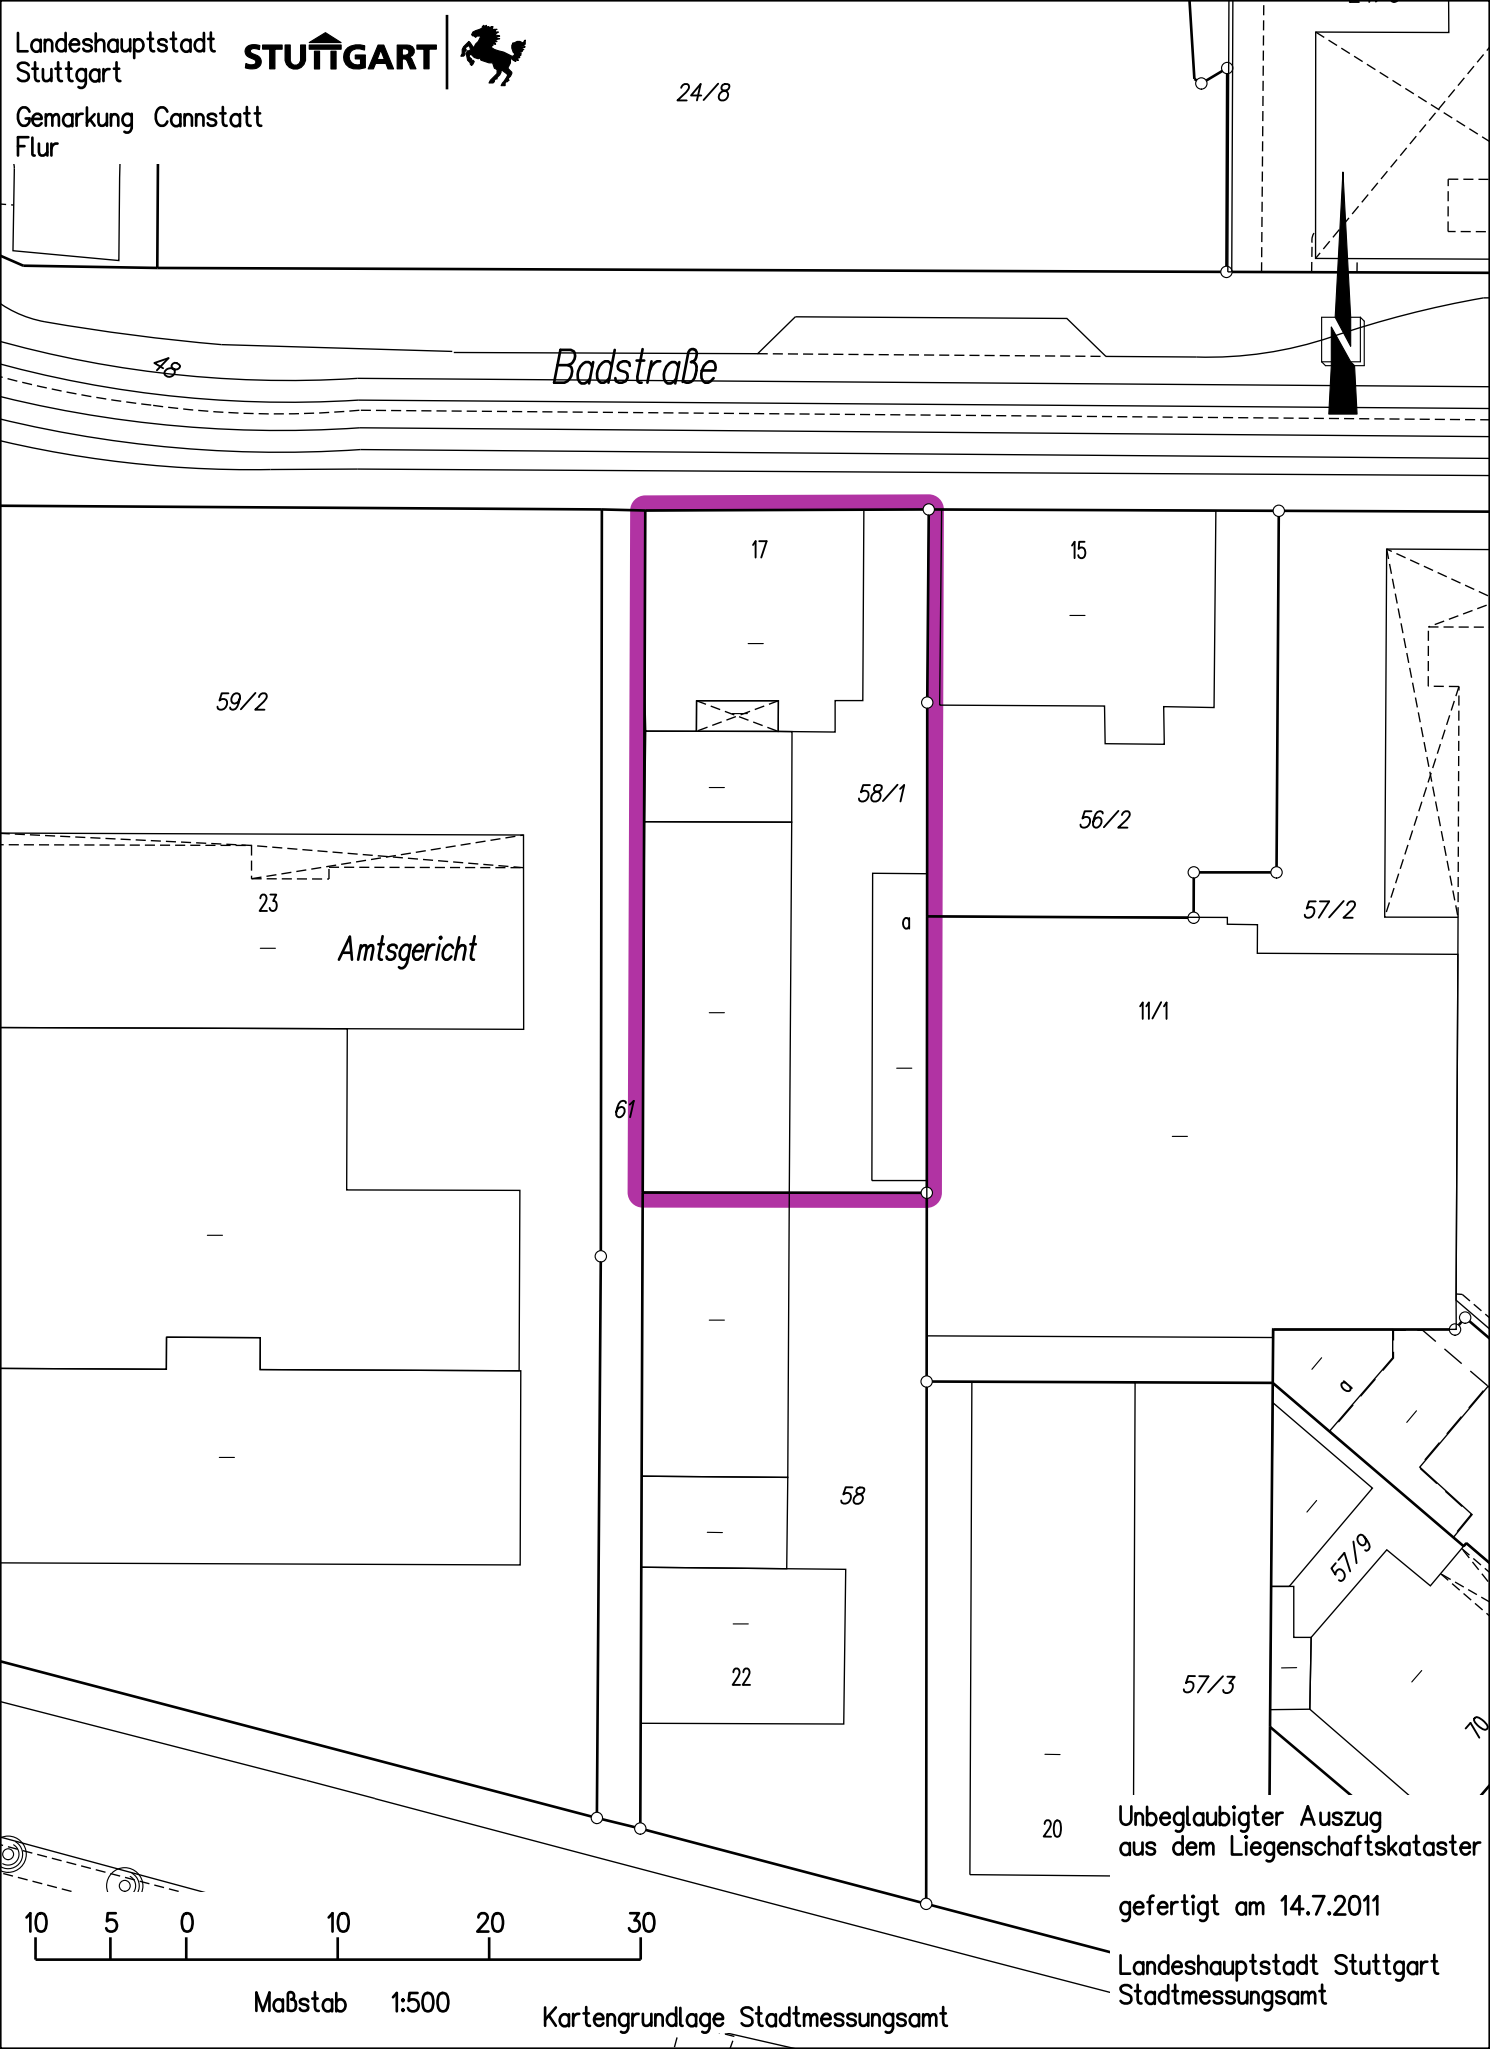 Landeshauptstadt
Stuttgart
STUTTGART
Gemarkung Cannstatt
Flur
24/8
48
Badstraße
N
17
15
59/2
58/1
56/2
57/2
23
Amtsgericht
a
11/1
61
a
58
57/9
22
57/3
70
20
Unbeglaubigter Auszug
aus dem Liegenschaftskataster
gefertigt am 14.7.2011
Landeshauptstadt Stuttgart
Stadtmessungsamt
10 5 0 10 20 30
Maßstab 1:500
Kartengrundlage Stadtmessungsamt